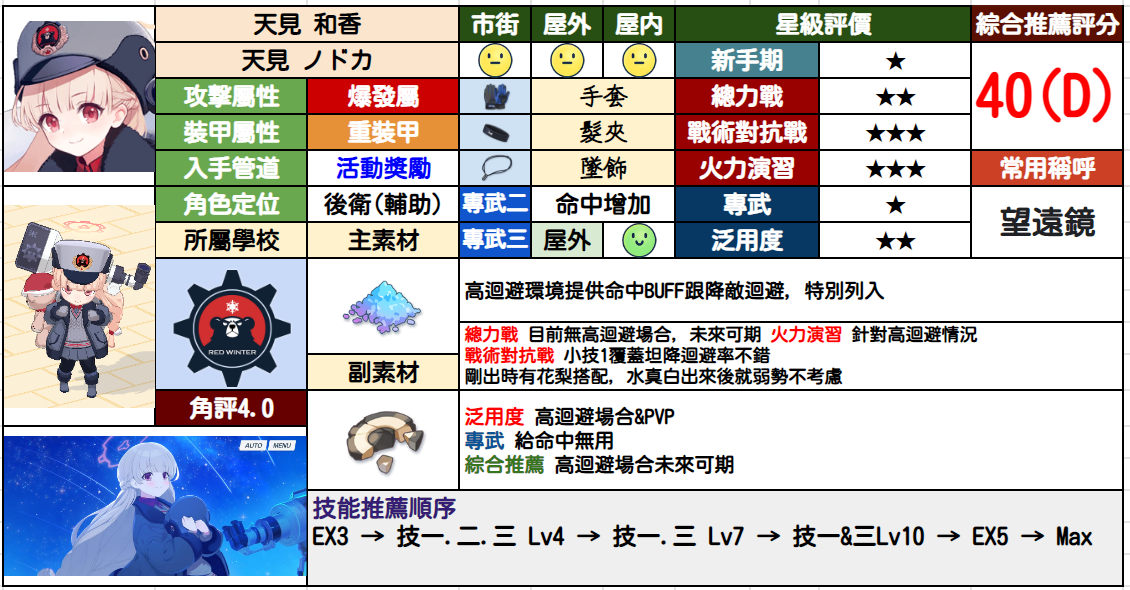 天見 和香
市街 屋外 屋内 星級評價 綜合推薦評分
天見 ノドカ
新手期 ★
40(D)
攻擊屬性 爆發屬 手套 總力戰 ★★
裝甲屬性 重裝甲 髮夾 戰術對抗戰 ★★★
入手管道 活動獎勵 墜飾 火力演習 ★★★ 常用稱呼
角色定位 後衛(輔助) 專武二 命中增加 專武 ★
望遠鏡
所屬學校 主素材 專武三 屋外 泛用度 ★★
RED WINTER
高迴避環境提供命中BUFF跟降敵迴避, 特別列入
總力戰 目前無高迴避場合, 未來可期 火力演習 針對高迴避情況
戰術對抗戰 小技1覆蓋坦降迴避率不錯
剛出時有花梨搭配, 水真白出來後就弱勢不考慮
副素材
角評4.0
泛用度 高迴避場合&PVP
專武 給命中無用
綜合推薦 高迴避場合未來可期
AUTO MENU
技能推薦順序
EX3 → 技一.二.三 Lv4 → 技一.三 Lv7 → 技一&三Lv10 → EX5 → Max